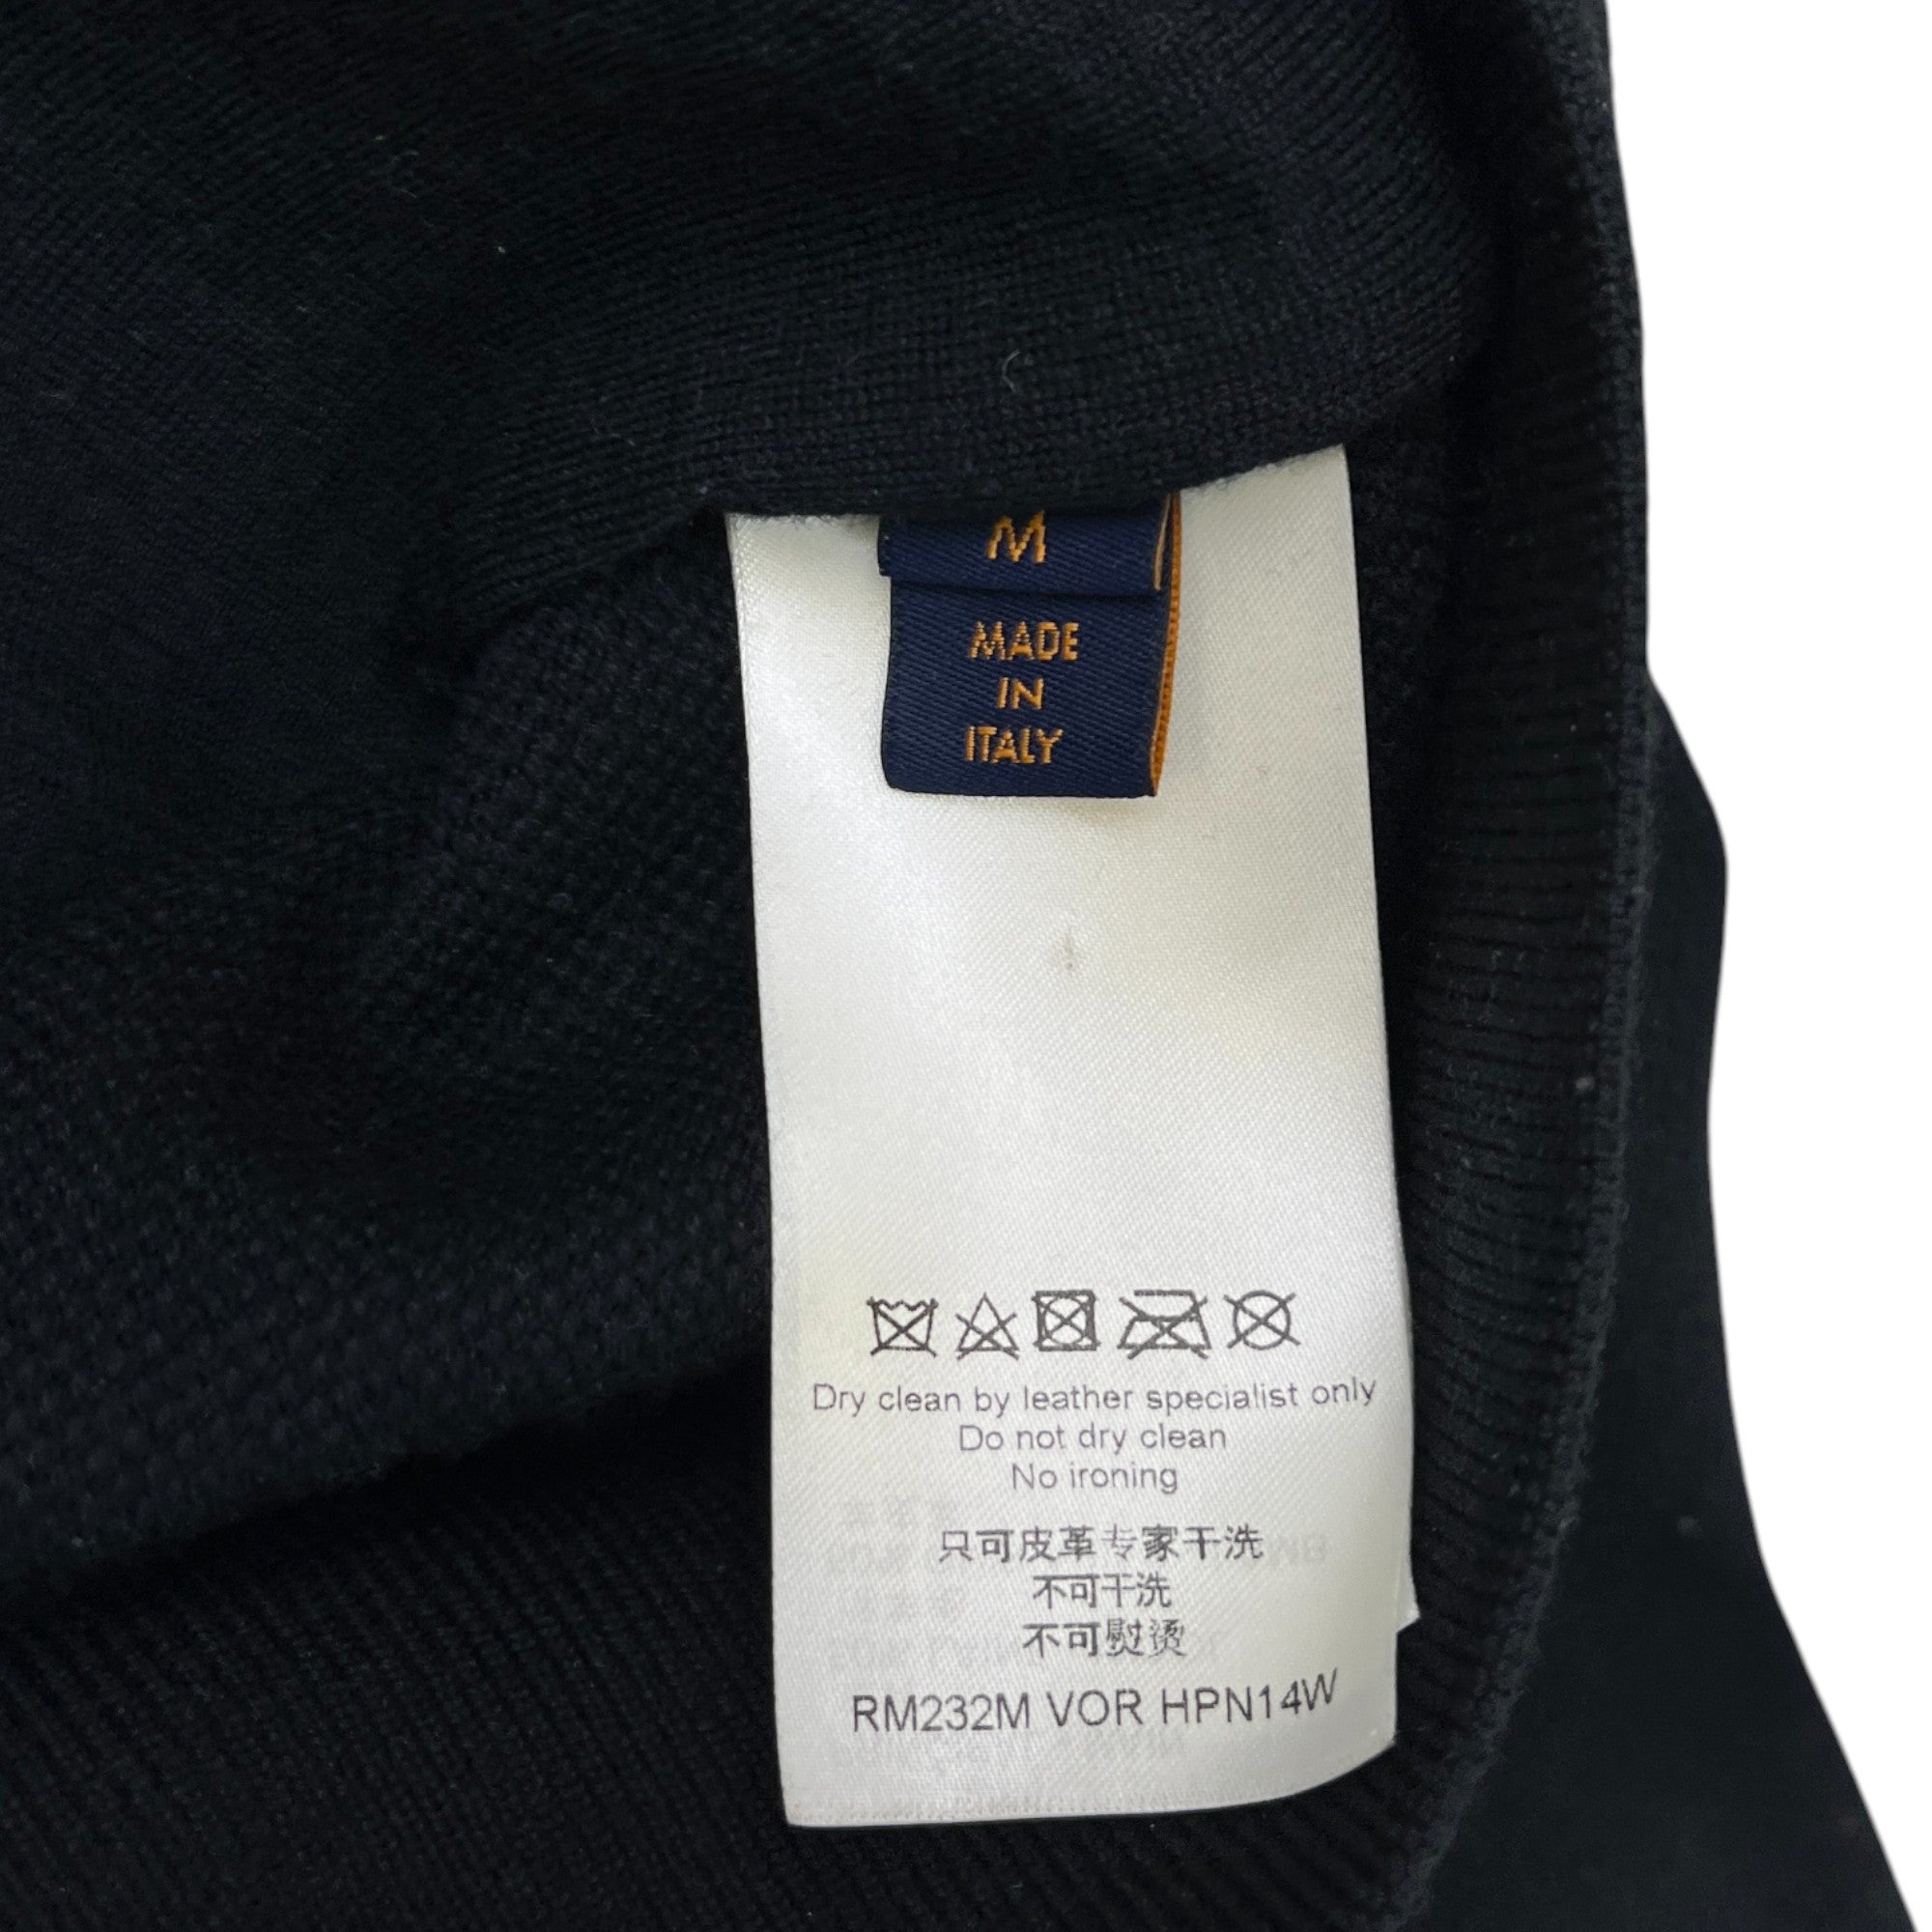 M
MADE
IN
ITALY
Dry clean by leather specialist only
Do not dry clean
No ironing
只可皮革专家干洗
不可干洗
不可熨烫
RM232M VOR HPN14W